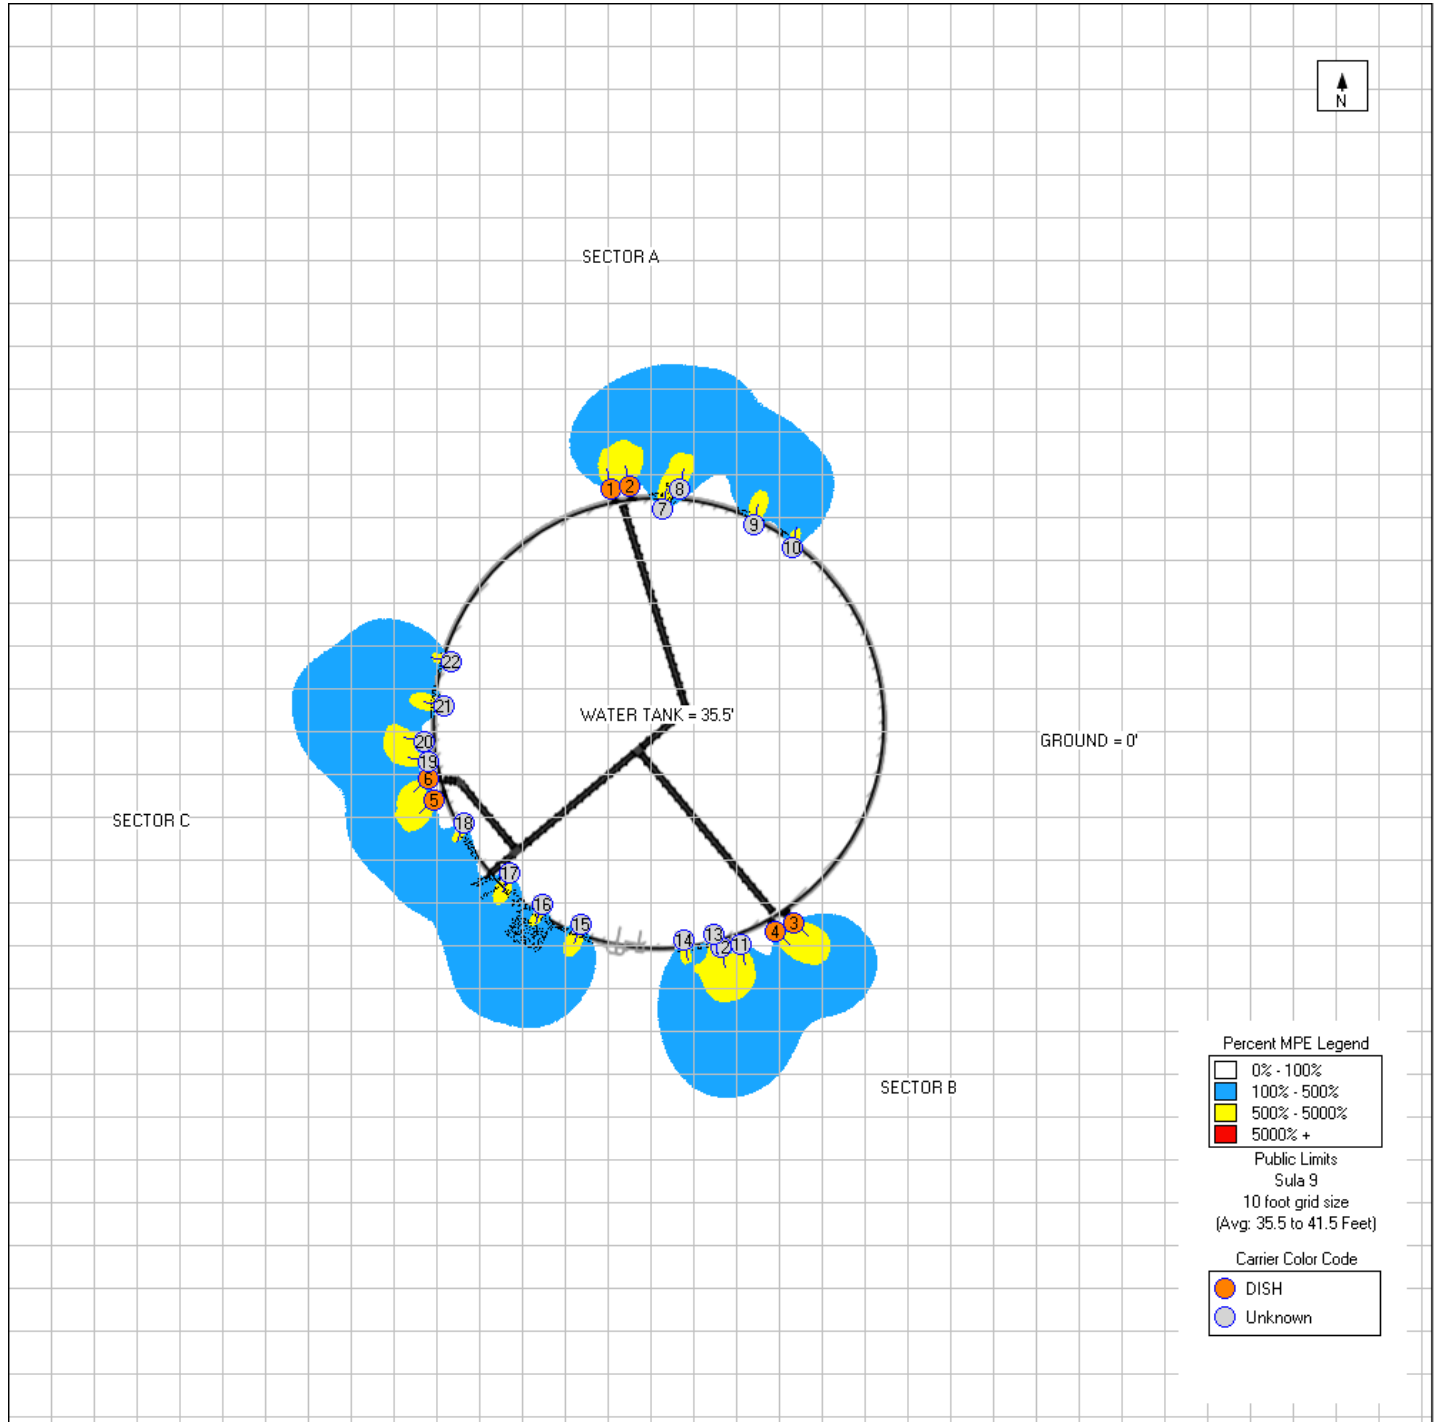 N
SECTOR A
1
2
8
7
9
10
22
21
WATER TANK = 35.5'
20
GROUND = 0'
19
6
5
SECTOR C
18
17
16
15
3
4
13
14
12
11
SECTOR B
Percent MPE Legend
0% - 100%
100% - 500%
500% - 5000%
5000% +
Public Limits
Sula 9
10 foot grid size
(Avg: 35.5 to 41.5 Feet)
Carrier Color Code
DISH
Unknown